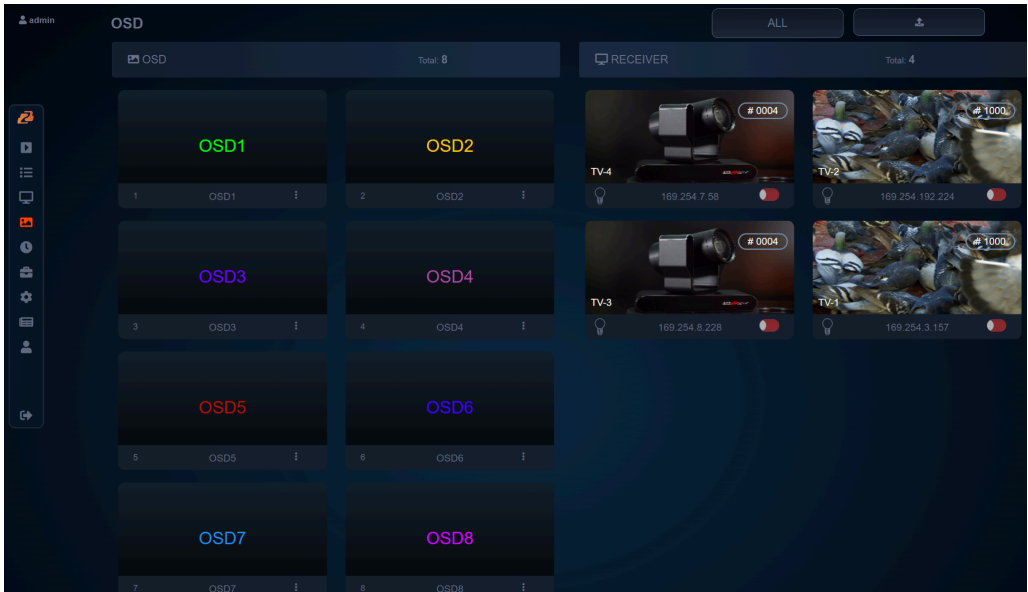 admin
OSD
ALL
OSD
Total: 8
RECEIVER
Total: 4
OSD1
1
OSD1
OSD2
2
OSD2
# 0004
TV-4
169.254.7.58
# 1000
TV-2
169.254.192.224
OSD3
3
OSD3
OSD4
4
OSD4
# 0004
TV-3
169.254.8.228
# 1000
TV-1
169.254.3.157
OSD5
5
OSD5
OSD6
6
OSD6
OSD7
7
OSD7
OSD8
8
OSD8